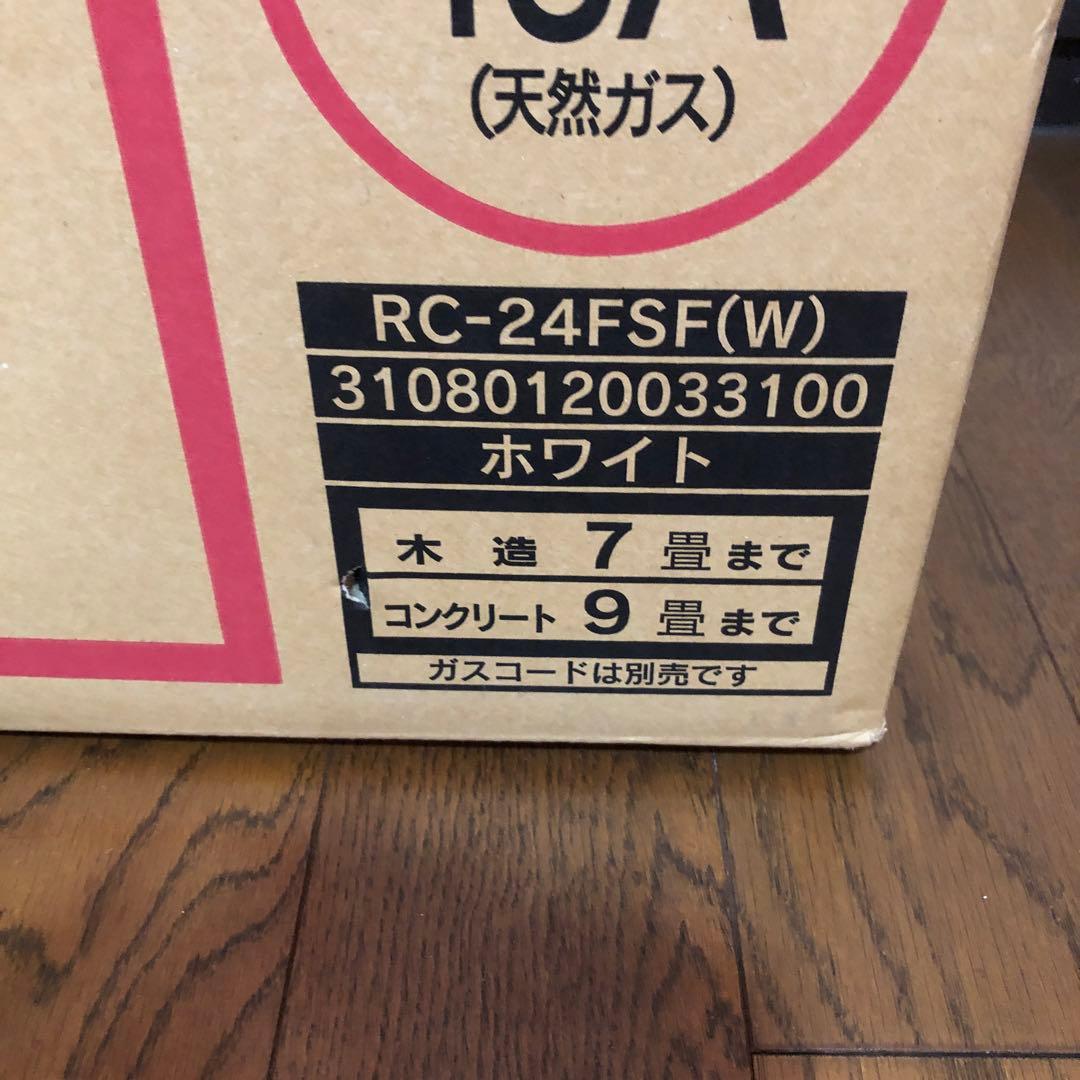 (天然ガス)
RC-24FSF(W)
31080120033100
ホワイト
木造 7 畳まで
コンクリート 9 畳まで
ガスコードは別売です